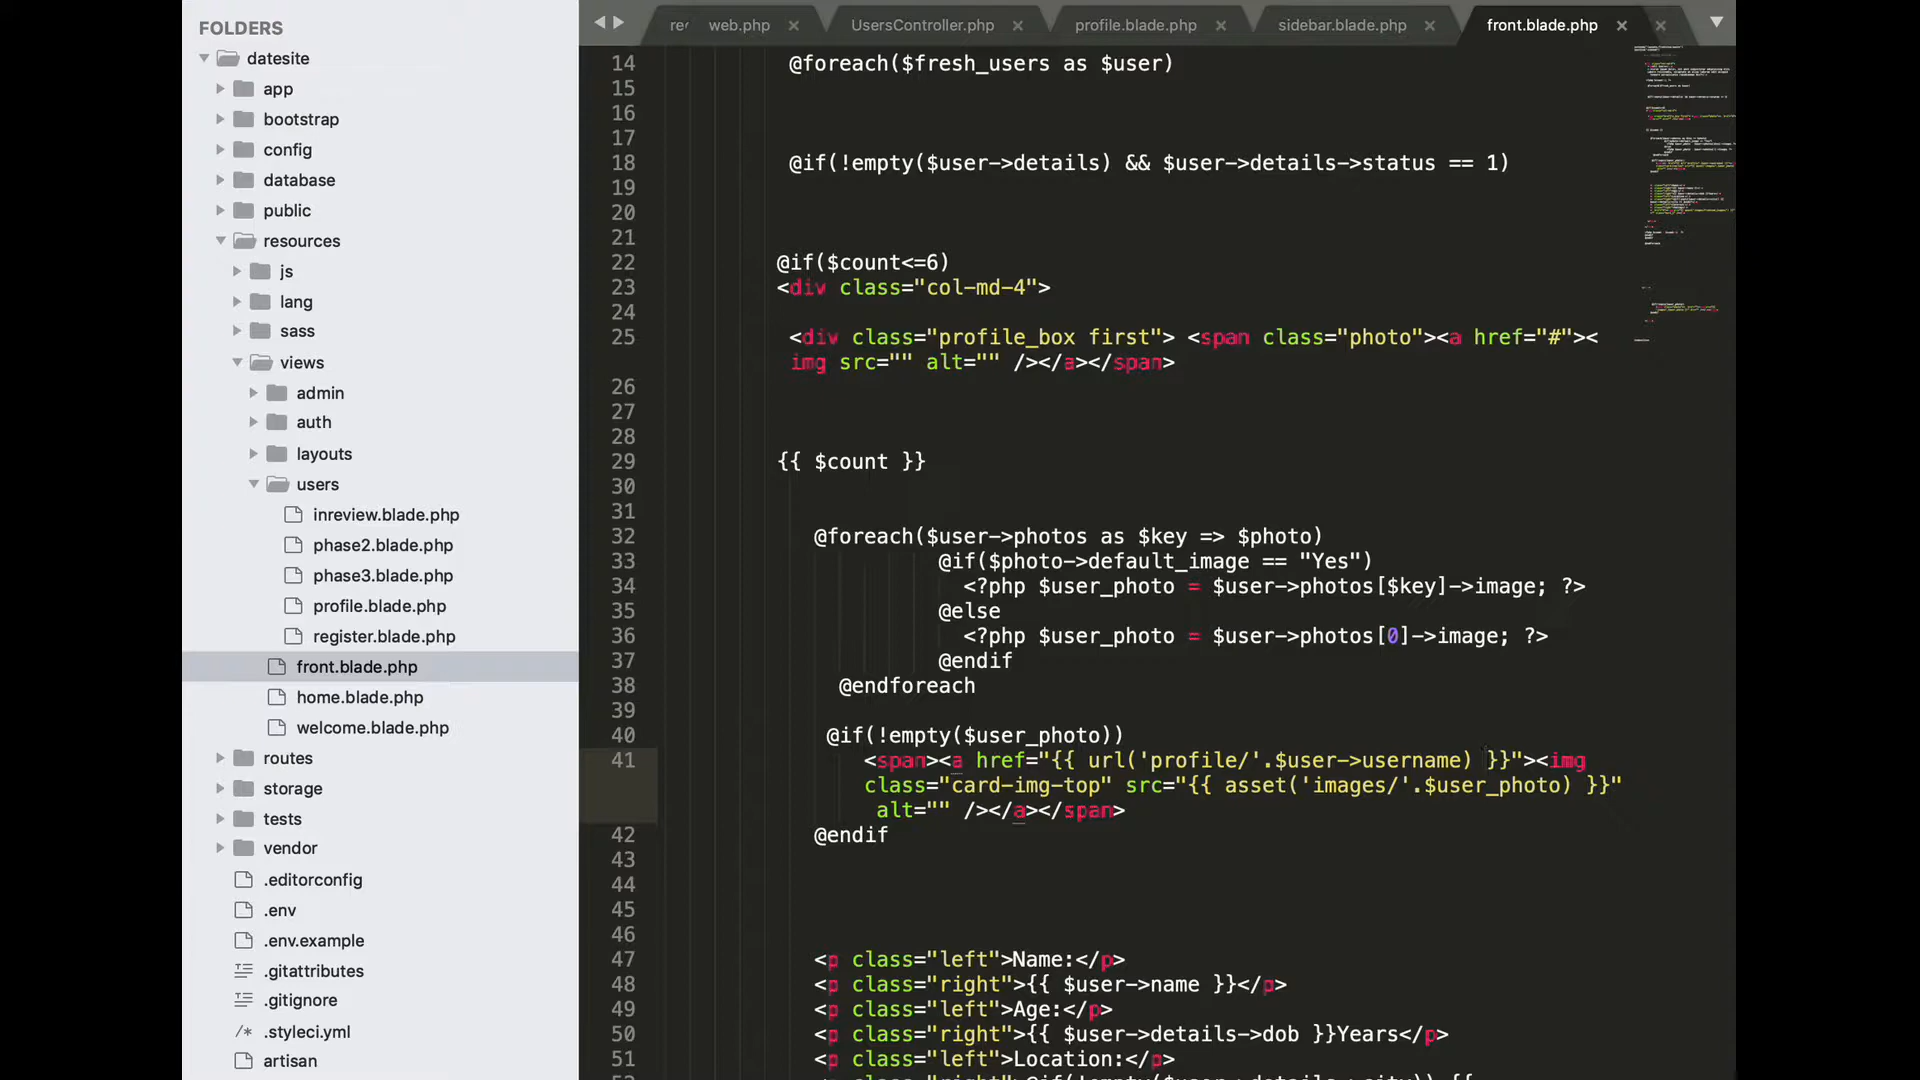 FOLDERS
datesite
app
bootstrap
config
database
public
resources
js
lang
sass
views
admin
auth
layouts
users
inreview.blade.php
phase2.blade.php
phase3.blade.php
profile.blade.php
register.blade.php
front.blade.php
home.blade.php
welcome.blade.php
routes
storage
tests
vendor
.editorconfig
.env
.env.example
.gitattributes
.gitignore
.styleci.yml
artisan
web.php
UsersController.php
profile.blade.php
sidebar.blade.php
front.blade.php
14 @foreach($fresh_users as $user)
15
16
17
18 @if(!empty($user->details) && $user->details->status == 1)
19
20
21
22 @if($count<=6)
23 <div class="col-md-4">
24
25 <div class="profile_box first"> <span class="photo"><a href="#"><
img src="" alt="" /></a></span>
26
27
28
29 {{ $count }}
30
31
32 @foreach($user->photos as $key => $photo)
33 @if($photo->default_image == "Yes")
34 <?php $user_photo = $user->photos[$key]->image; ?>
35 @else
36 <?php $user_photo = $user->photos[0]->image; ?>
37 @endif
38 @endforeach
39
40 @if(!empty($user_photo))
41 <span><a href="{{ url('profile/'.$user->username) }}"><img
class="card-img-top" src="{{ asset('images/'.$user_photo) }}"
alt="" /></a></span>
42 @endif
43
44
45
46
47 <p class="left">Name:</p>
48 <p class="right">{{ $user->name }}</p>
49 <p class="left">Age:</p>
50 <p class="right">{{ $user->details->dob }}Years</p>
51 <p class="left">Location:</p>